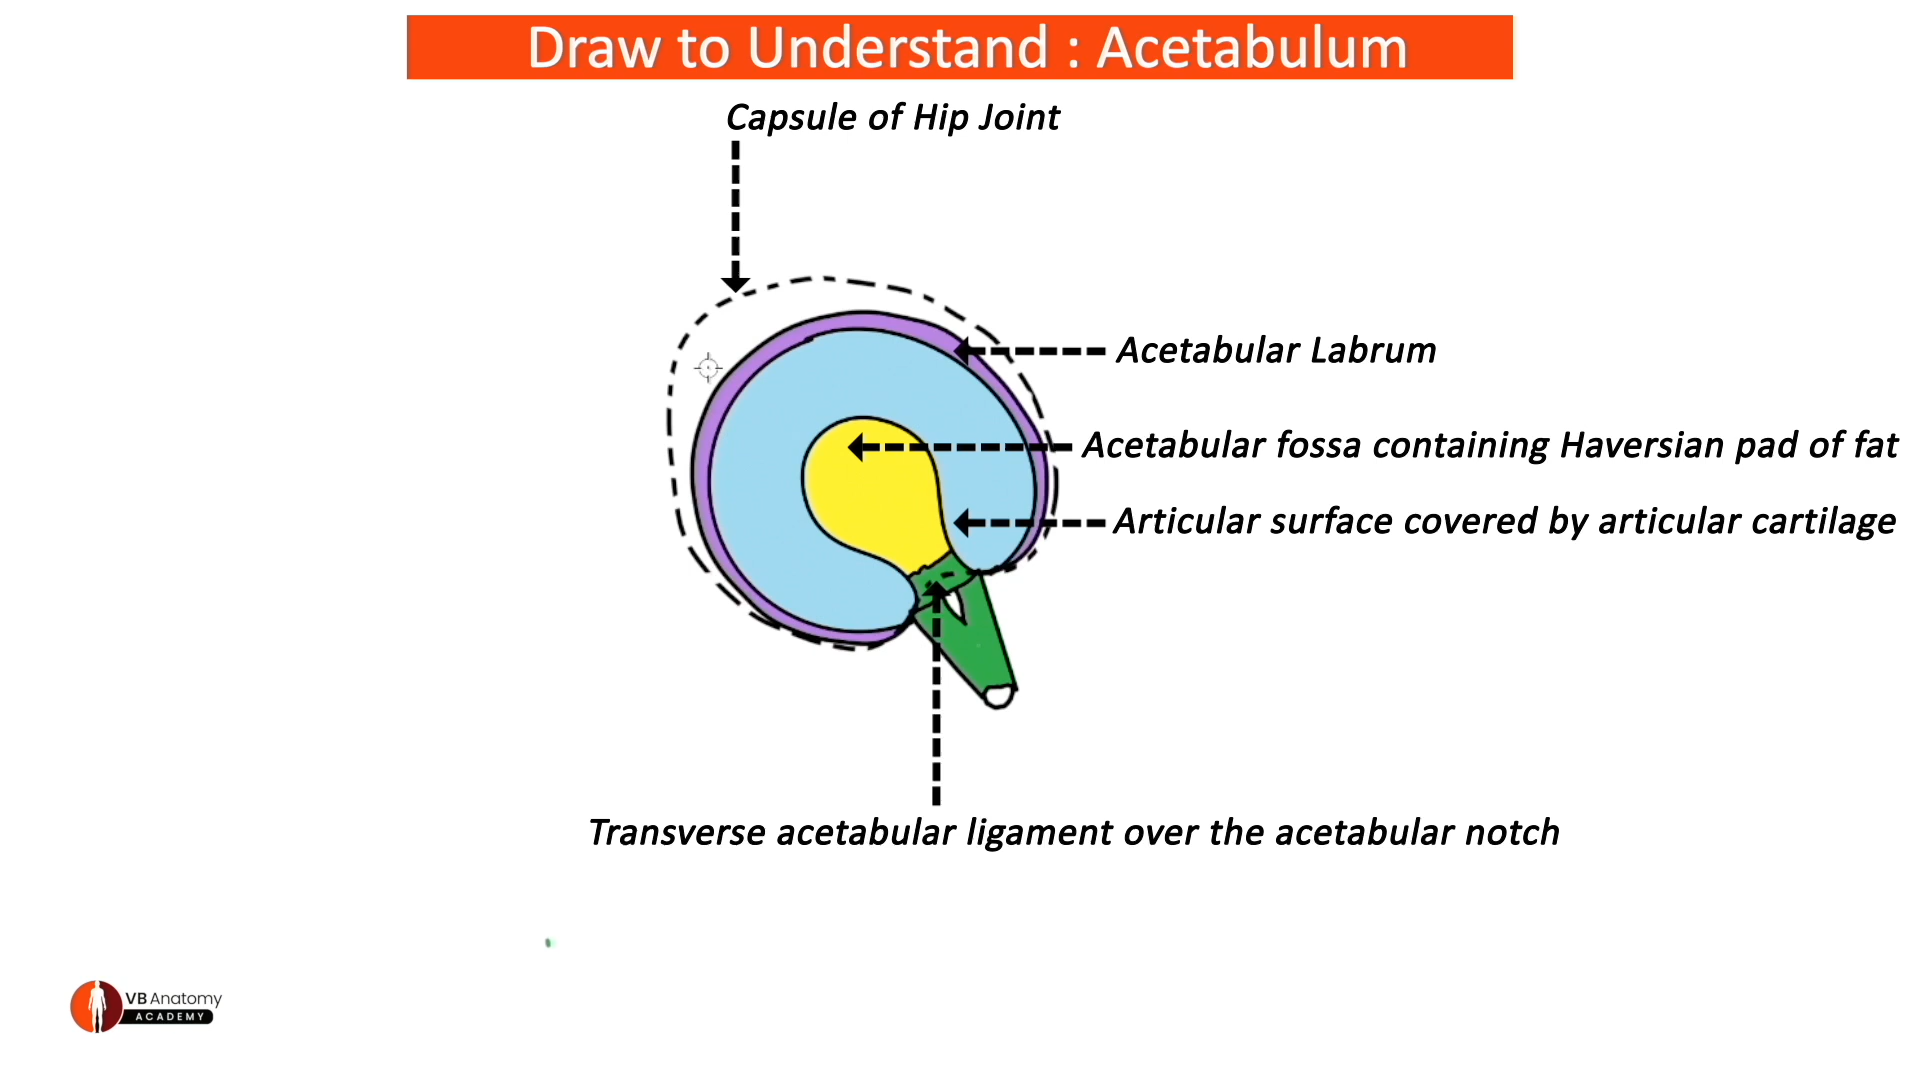 Draw to Understand : Acetabulum
Capsule of Hip Joint
Acetabular Labrum
Acetabular fossa containing Haversian pad of fat
Articular surface covered by articular cartilage
Transverse acetabular ligament over the acetabular notch
VB Anatomy
ACADEMY